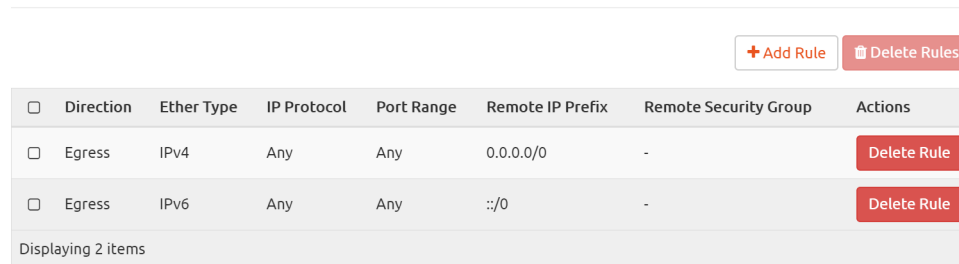 + Add Rule Delete Rules
Direction Ether Type IP Protocol Port Range Remote IP Prefix Remote Security Group Actions
Egress IPv4 Any Any 0.0.0.0/0 - Delete Rule
Egress IPv6 Any Any ::/0 - Delete Rule
Displaying 2 items